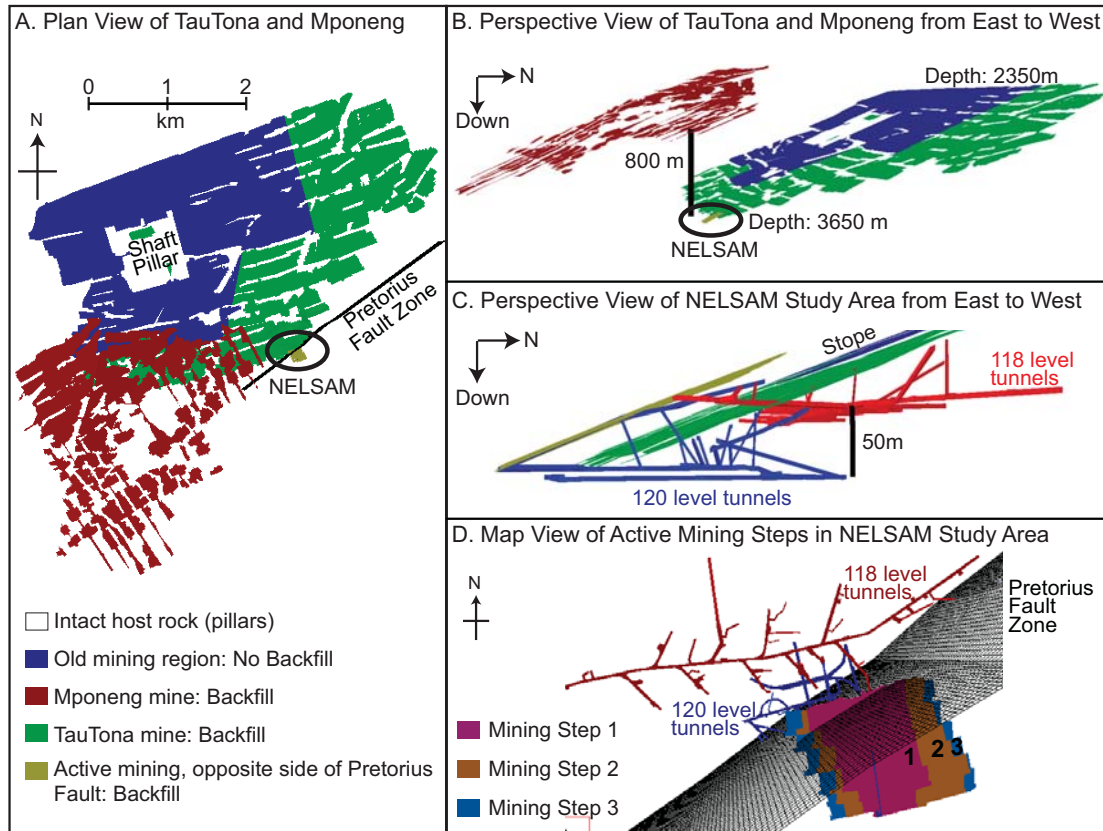 A. Plan View of TauTona and Mponeng
0 1 2
km
N
Shaft
Pillar
Pretorius
Fault Zone
NELSAM
Intact host rock (pillars)
Old mining region: No Backfill
Mponeng mine: Backfill
TauTona mine: Backfill
Active mining, opposite side of Pretorius
Fault: Backfill
B. Perspective View of TauTona and Mponeng from East to West
N
Down
Depth: 2350m
800 m
Depth: 3650 m
NELSAM
C. Perspective View of NELSAM Study Area from East to West
N
Down
Stope
118 level
tunnels
50m
120 level tunnels
D. Map View of Active Mining Steps in NELSAM Study Area
N
118 level
tunnels
Pretorius
Fault
Zone
120 level
tunnels
Mining Step 1
Mining Step 2
Mining Step 3
1 2 3